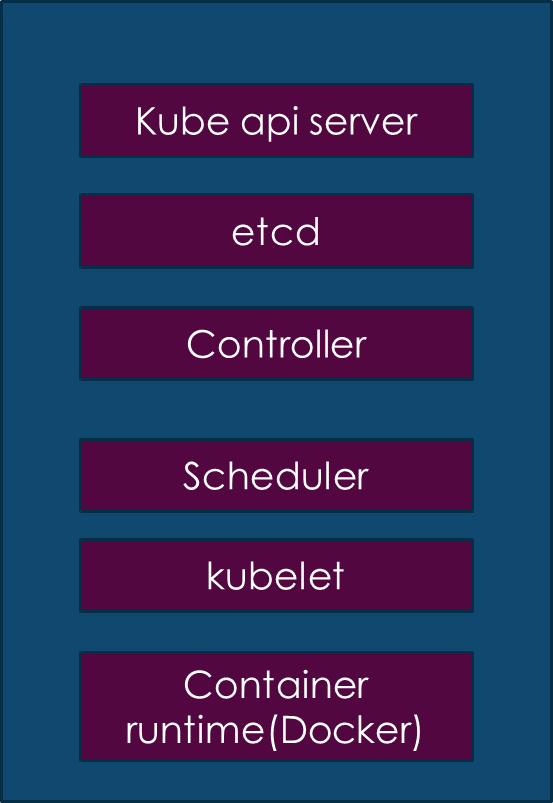 Kube api server
etcd
Controller
Scheduler
kubelet
Container
runtime(Docker)